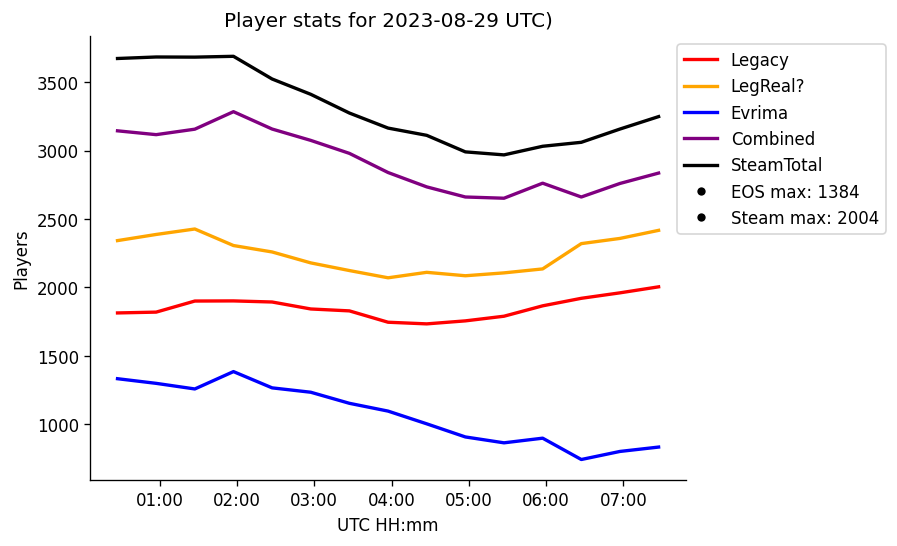 Player stats for 2023-08-29 UTC)
Legacy
LegReal?
Evrima
Combined
SteamTotal
EOS max: 1384
Steam max: 2004
Players
3500
3000
2500
2000
1500
1000
01:00 02:00 03:00 04:00 05:00 06:00 07:00
UTC HH:mm